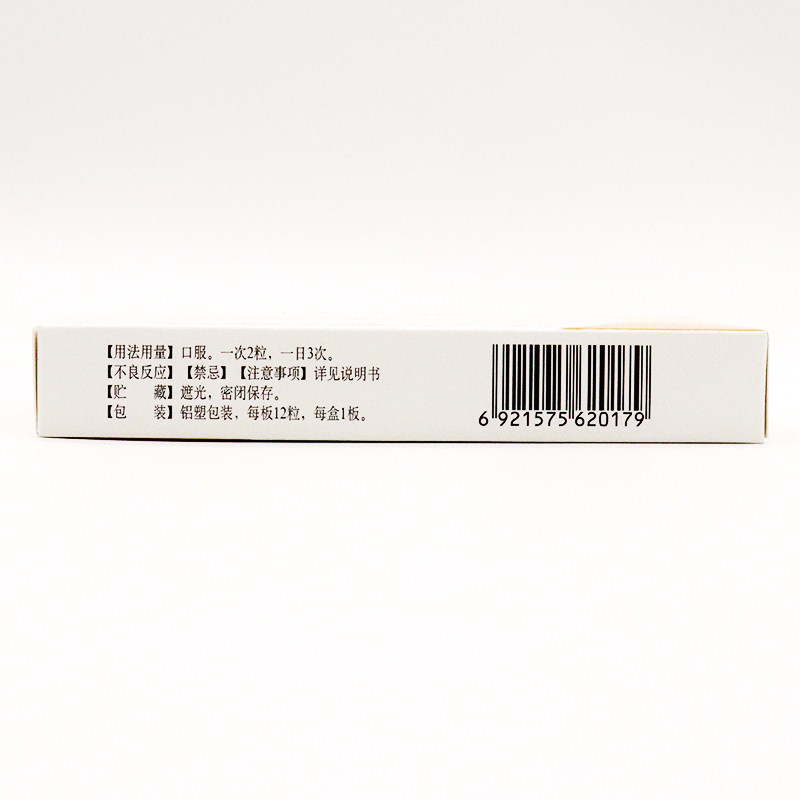 【用法用量】口服。一次2粒，一日3次。
【不良反应】【禁忌】【注意事项】详见说明书
【贮　　藏】遮光，密闭保存。
【包　　装】铝塑包装，每板12粒，每盒1板。
6 921575 620179